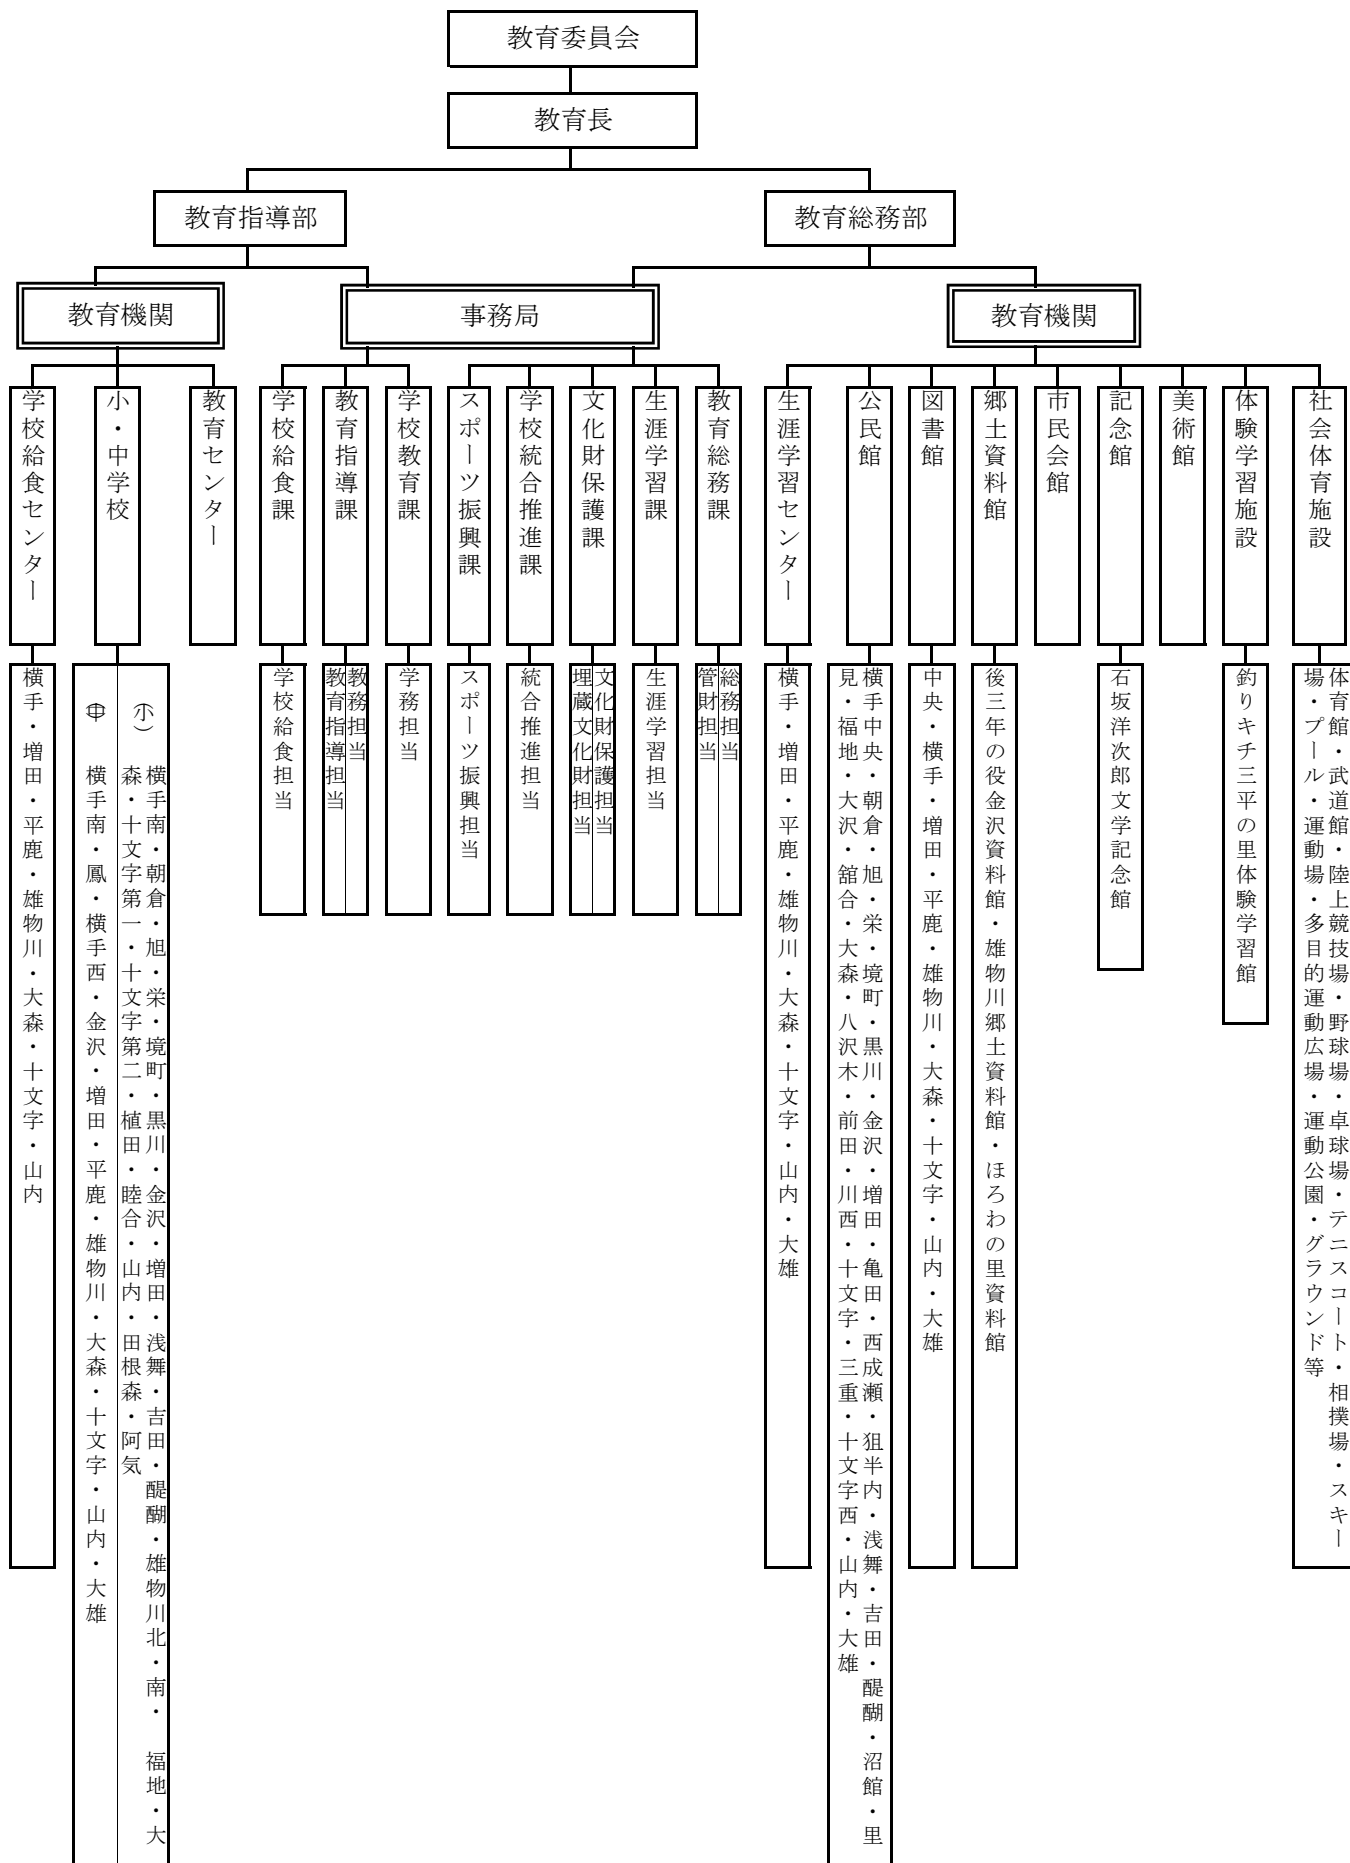 教育委員会
教育長
教育指導部
教育総務部
教育機関
事務局
教育機関
学校給食センター
小・中学校
教育センター
学校給食課
教育指導課
学校教育課
スポーツ振興課
学校統合推進課
文化財保護課
生涯学習課
教育総務課
生涯学習センター
公民館
図書館
郷土資料館
市民会館
記念館
美術館
体験学習施設
社会体育施設
横手・増田・平鹿・雄物川・大森・十文字・山内
(小)
横手南・朝倉・旭・栄・境町・黒川・金沢・増田・浅舞・吉田・醍醐・雄物川北・南・ 福地・大
森・十文字第一・十文字第二・植田・睦合・山内・田根森・阿気
(中)
横手南・鳳・横手西・金沢・増田・平鹿・雄物川・大森・十文字・山内・大雄
学校給食担当
教務担当
教育指導担当
学務担当
スポーツ振興担当
統合推進担当
文化財保護担当
埋蔵文化財担当
生涯学習担当
総務担当
管財担当
横手・増田・平鹿・雄物川・大森・十文字・山内・大雄
横手中央・朝倉・旭・栄・境町・黒川・金沢・増田・亀田・西成瀬・狙半内・浅舞・吉田・醍醐・沼館・里
見・福地・大沢・舘合・大森・八沢木・前田・川西・十文字・三重・十文字西・山内・大雄
中央・横手・増田・平鹿・雄物川・大森・十文字・山内・大雄
後三年の役金沢資料館・雄物川郷土資料館・ほろわの里資料館
石坂洋次郎文学記念館
釣りキチ三平の里体験学習館
体育館・武道館・陸上競技場・野球場・卓球場・テニスコート・相撲場・スキー
場・プール・運動場・多目的運動広場・運動公園・グラウンド等